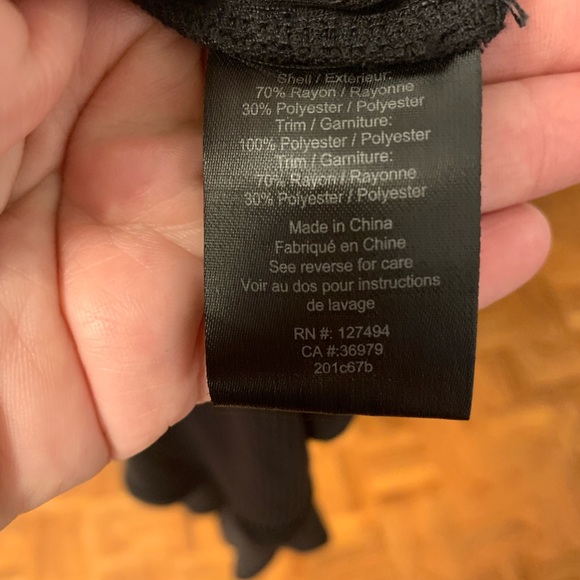 Shell / Extérieur:
70% Rayon / Rayonne
30% Polyester / Polyester
Trim / Garniture:
100% Polyester / Polyester
Trim / Garniture:
70% Rayon / Rayonne
30% Polyester / Polyester
Made in China
Fabriqué en Chine
See reverse for care
Voir au dos pour instructions
de lavage
RN #: 127494
CA #:36979
201c67b